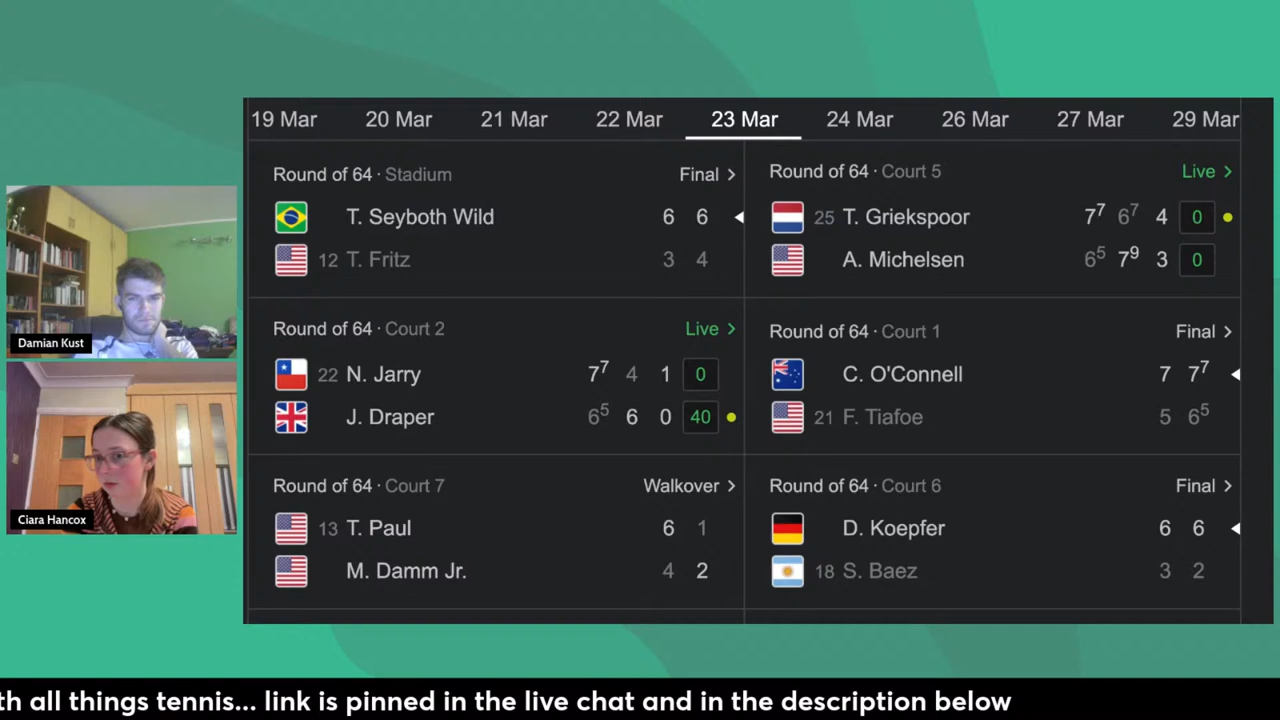 19 Mar 20 Mar 21 Mar 22 Mar 23 Mar 24 Mar 26 Mar 27 Mar 29 Mar
Round of 64 · Stadium Final
T. Seyboth Wild 6 6
12 T. Fritz 3 4
Round of 64 · Court 5 Live
25 T. Griekspoor 7⁷ 6⁷ 4 0
A. Michelsen 6⁵ 7⁹ 3 0
Round of 64 · Court 2 Live
22 N. Jarry 7⁷ 4 1 0
J. Draper 6⁵ 6 0 40
Round of 64 · Court 1 Final
C. O'Connell 7 7⁷
21 F. Tiafoe 5 6⁵
Round of 64 · Court 7 Walkover
13 T. Paul 6 1
M. Damm Jr. 4 2
Round of 64 · Court 6 Final
D. Koepfer 6 6
18 S. Baez 3 2
Damian Kust
Ciara Hancox
th all things tennis... link is pinned in the live chat and in the description below